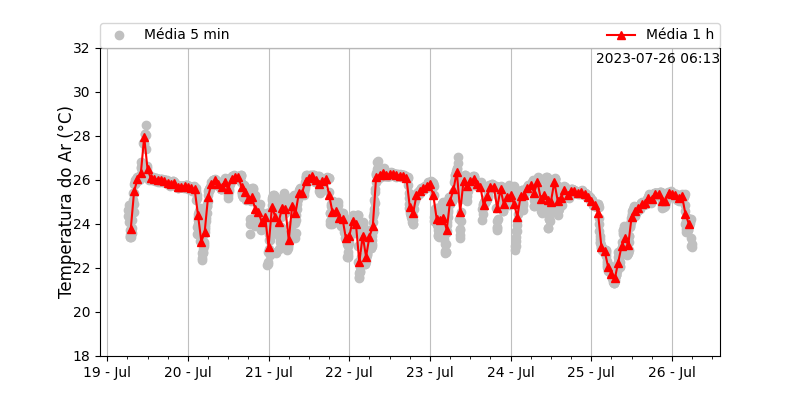 Média 5 min
Média 1 h
2023-07-26 06:13
Temperatura do Ar (°C)
32
30
28
26
24
22
20
18
19 - Jul
20 - Jul
21 - Jul
22 - Jul
23 - Jul
24 - Jul
25 - Jul
26 - Jul